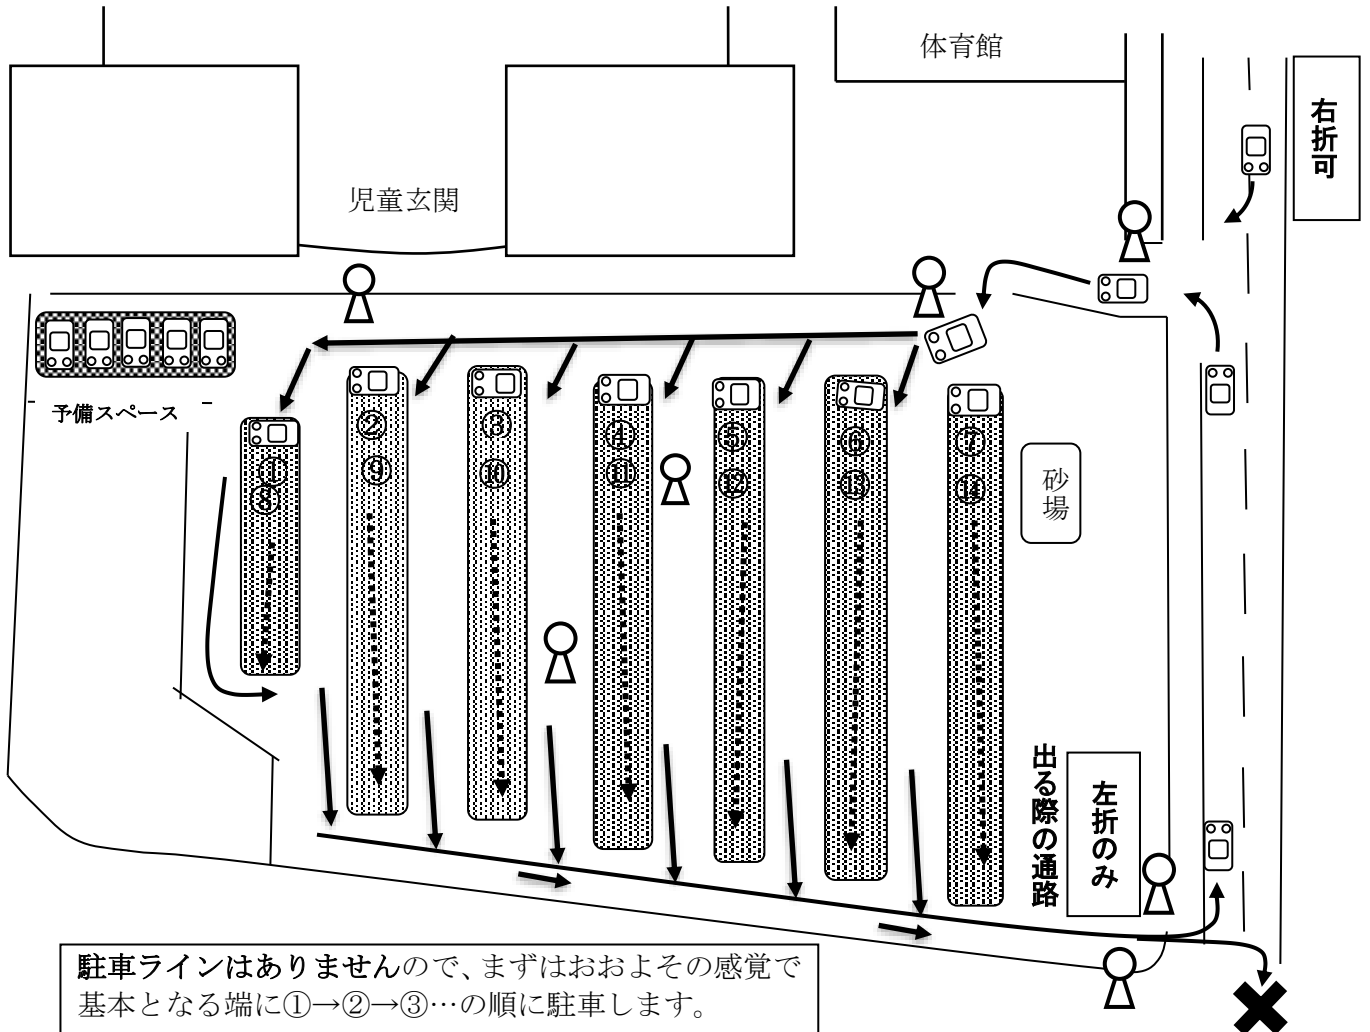 体育館
右折可
児童玄関
予備スペース
① ② ③ ④ ⑤ ⑥ ⑦
⑧ ⑨ ⑩ ⑪ ⑫ ⑬ ⑭
砂場
出る際の通路
左折のみ
駐車ラインはありませんので、まずはおおよその感覚で
基本となる端に①→②→③…の順に駐車します。